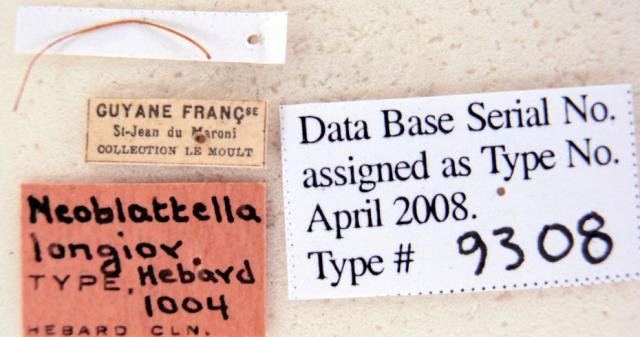 GUYANE FRANÇSE
St-Jean du Maroni
COLLECTION LE MOULT
Neoblattella
longior.
TYPE, Hebard
1004
HEBARD CLN.
Data Base Serial No.
assigned as Type No.
April 2008.
Type # 9308